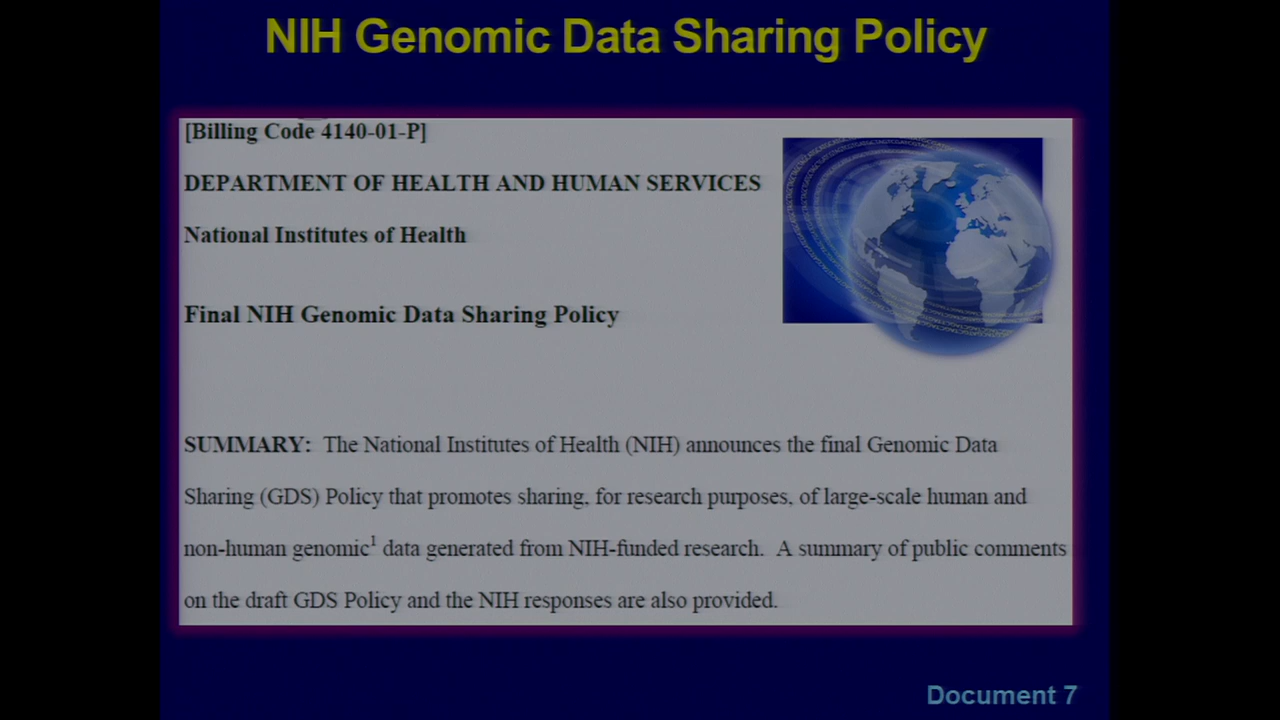 NIH Genomic Data Sharing Policy
[Billing Code 4140-01-P]
DEPARTMENT OF HEALTH AND HUMAN SERVICES
National Institutes of Health
Final NIH Genomic Data Sharing Policy
SUMMARY: The National Institutes of Health (NIH) announces the final Genomic Data
Sharing (GDS) Policy that promotes sharing, for research purposes, of large-scale human and
non-human genomic¹ data generated from NIH-funded research. A summary of public comments
on the draft GDS Policy and the NIH responses are also provided.
Document 7